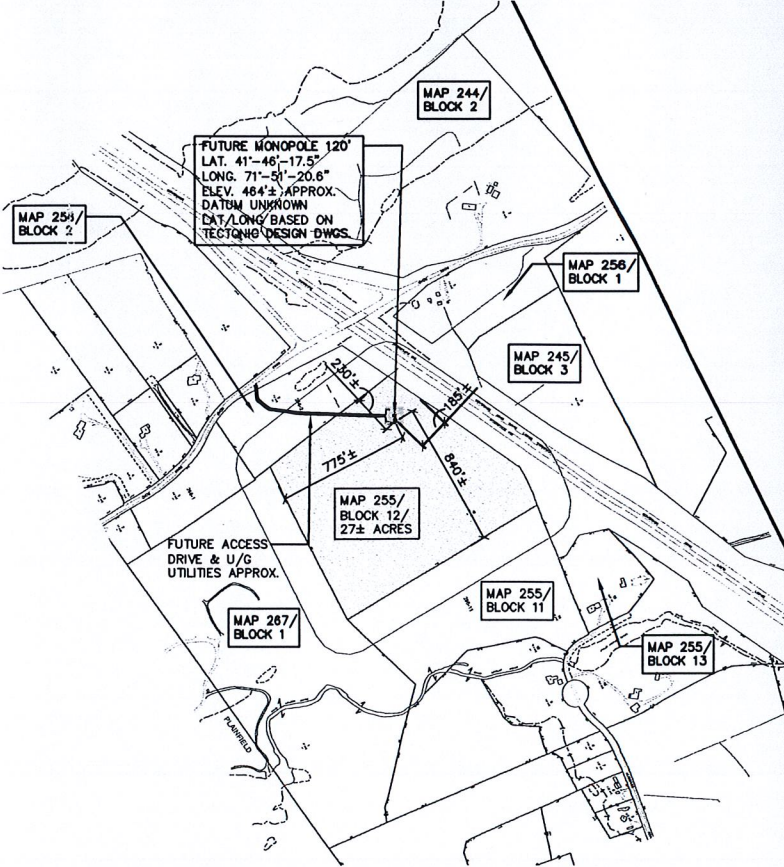 MAP 244/
BLOCK 2
FUTURE MONOPOLE 120'
LAT. 41°-46'-17.5"
LONG. 71°-51'-20.6"
ELEV. 464'± APPROX.
DATUM UNKNOWN
LAT/LONG BASED ON
TECTONIC DESIGN DWGS.
BLOCK 2
MAP 256/
BLOCK 1
MAP 245/
BLOCK 3
230'±
185'±
775'±
840'±
MAP 255/
BLOCK 12/
27± ACRES
FUTURE ACCESS
DRIVE & U/G
UTILITIES APPROX.
MAP 255/
BLOCK 11
MAP 267/
BLOCK 1
MAP 255/
BLOCK 13
PLAINFIELD